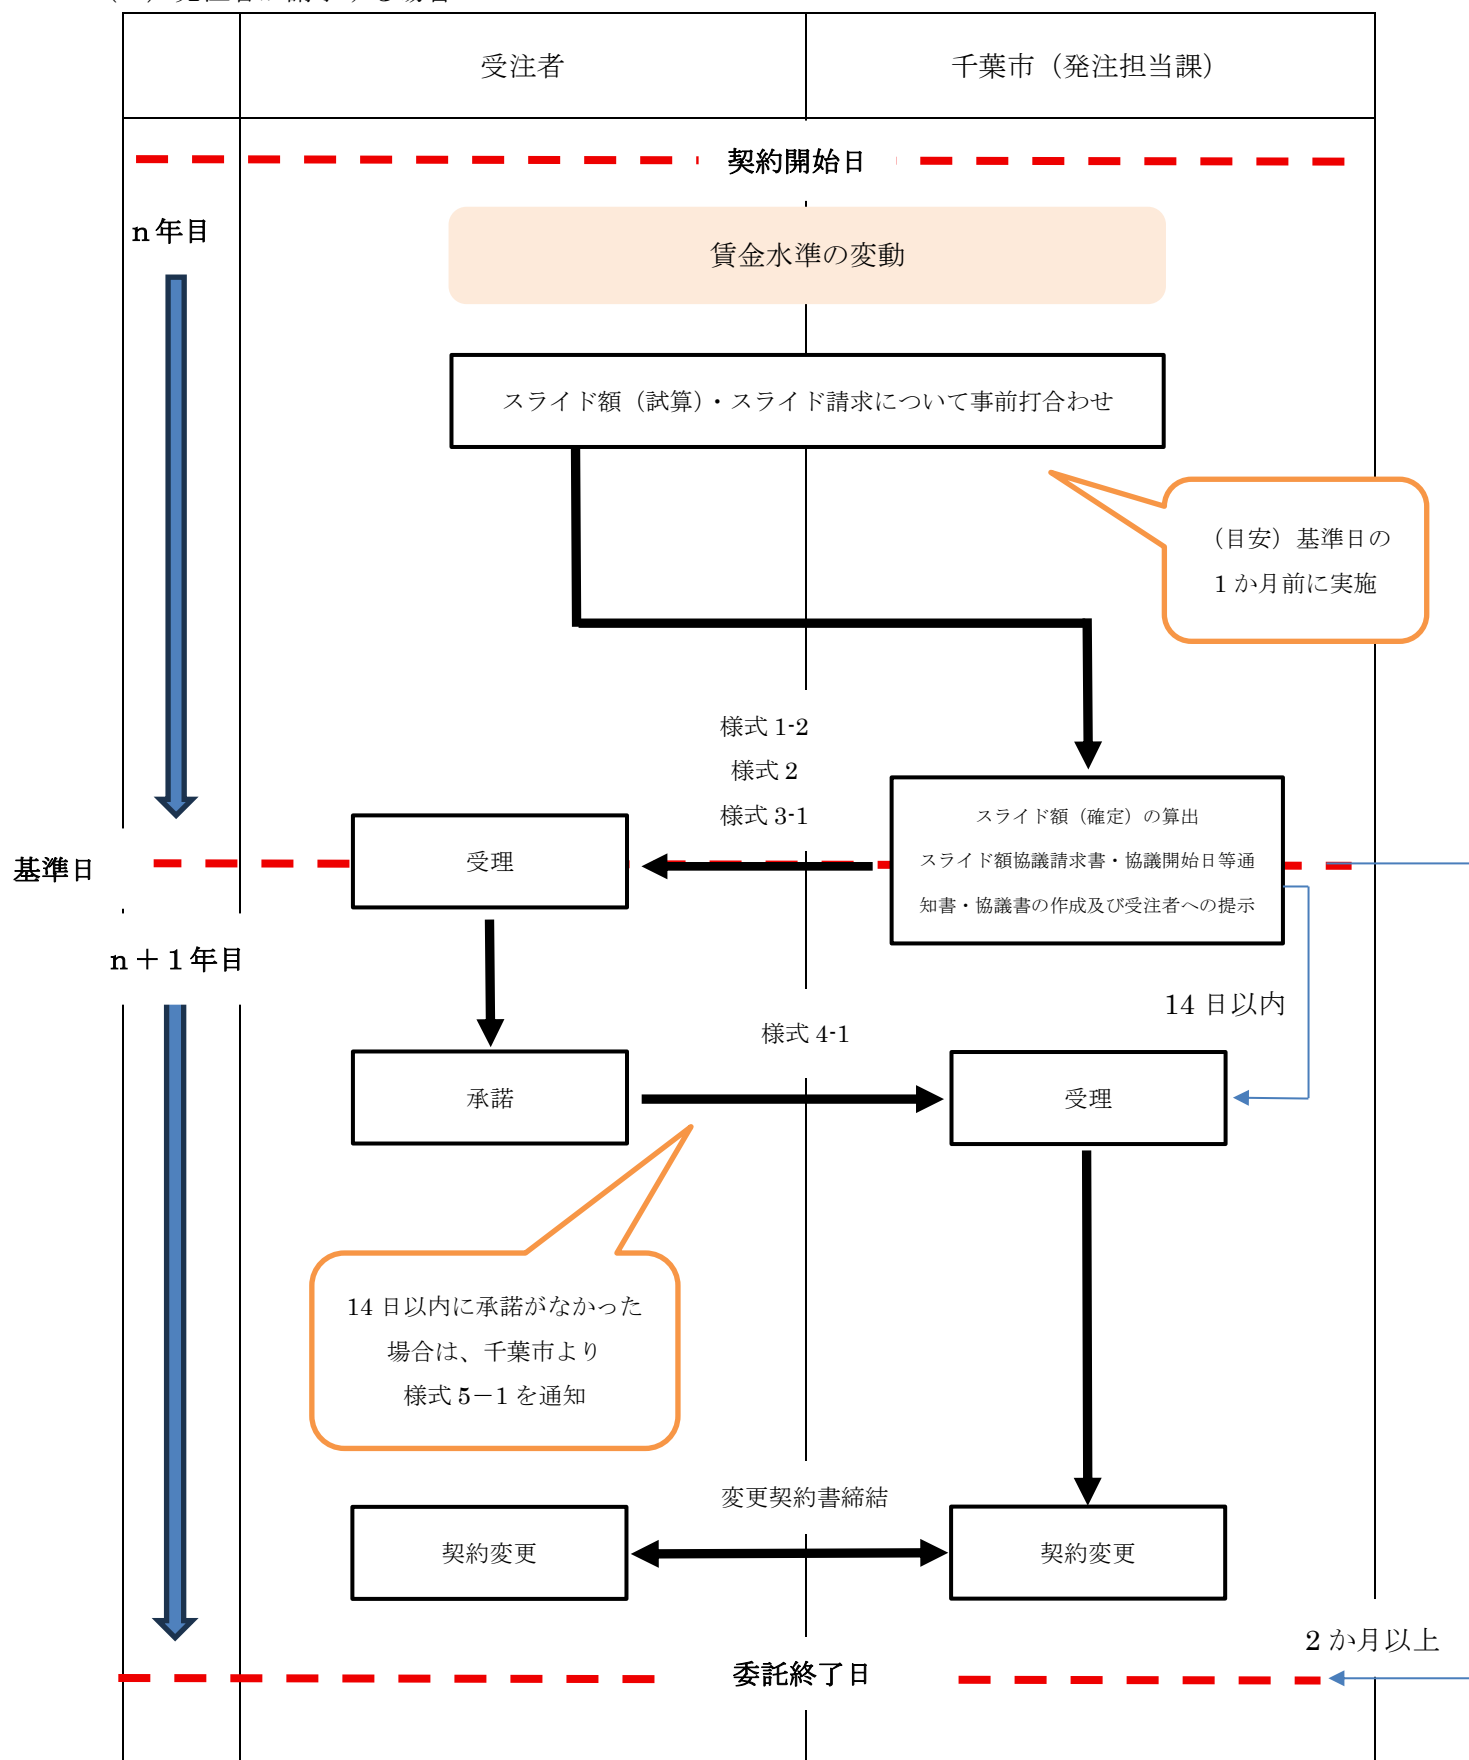 受注者
千葉市（発注担当課）
契約開始日
n 年目
賃金水準の変動
スライド額（試算）・スライド請求について事前打合わせ
（目安）基準日の
1 か月前に実施
様式 1-2
様式 2
様式 3-1
スライド額（確定）の算出
スライド額協議請求書・協議開始日等通
知書・協議書の作成及び受注者への提示
受理
基準日
n＋１年目
14 日以内
様式 4-1
承諾
受理
14 日以内に承諾がなかった
場合は、千葉市より
様式 5－1 を通知
変更契約書締結
契約変更
契約変更
2 か月以上
委託終了日